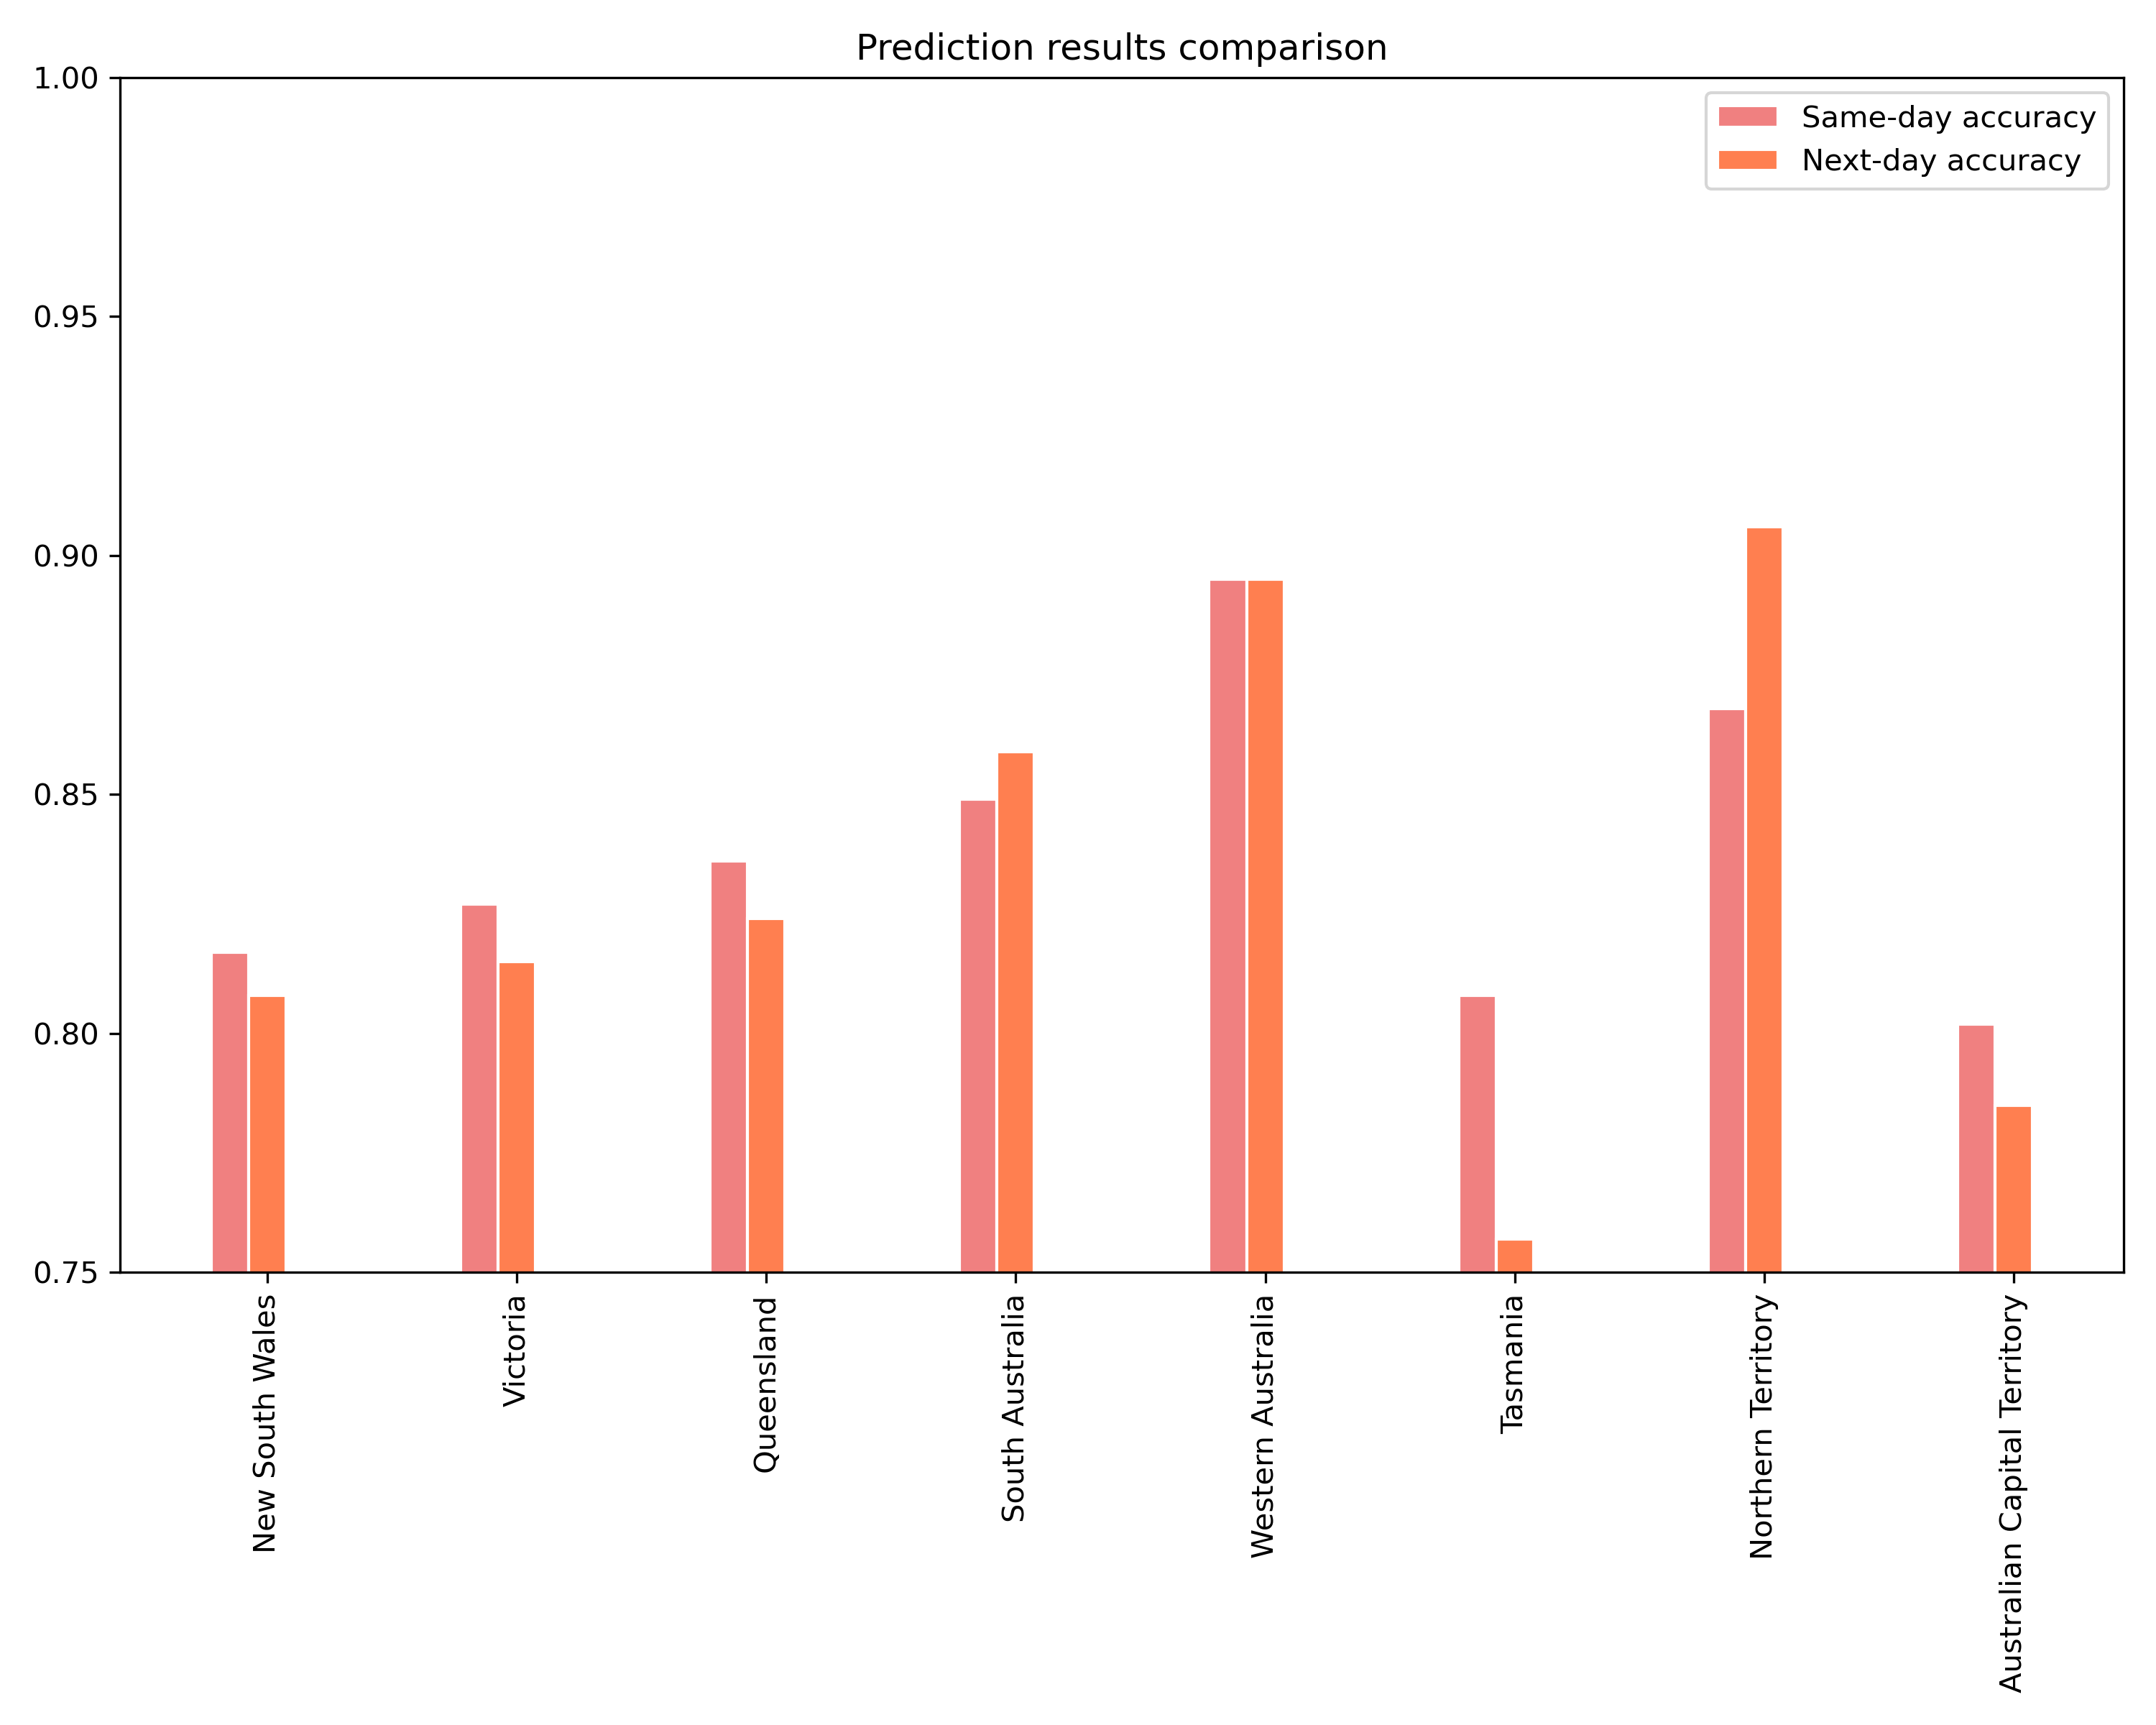 Prediction results comparison
1.00
0.95
0.90
0.85
0.80
0.75
Same-day accuracy
Next-day accuracy
New South Wales
Victoria
Queensland
South Australia
Western Australia
Tasmania
Northern Territory
Australian Capital Territory